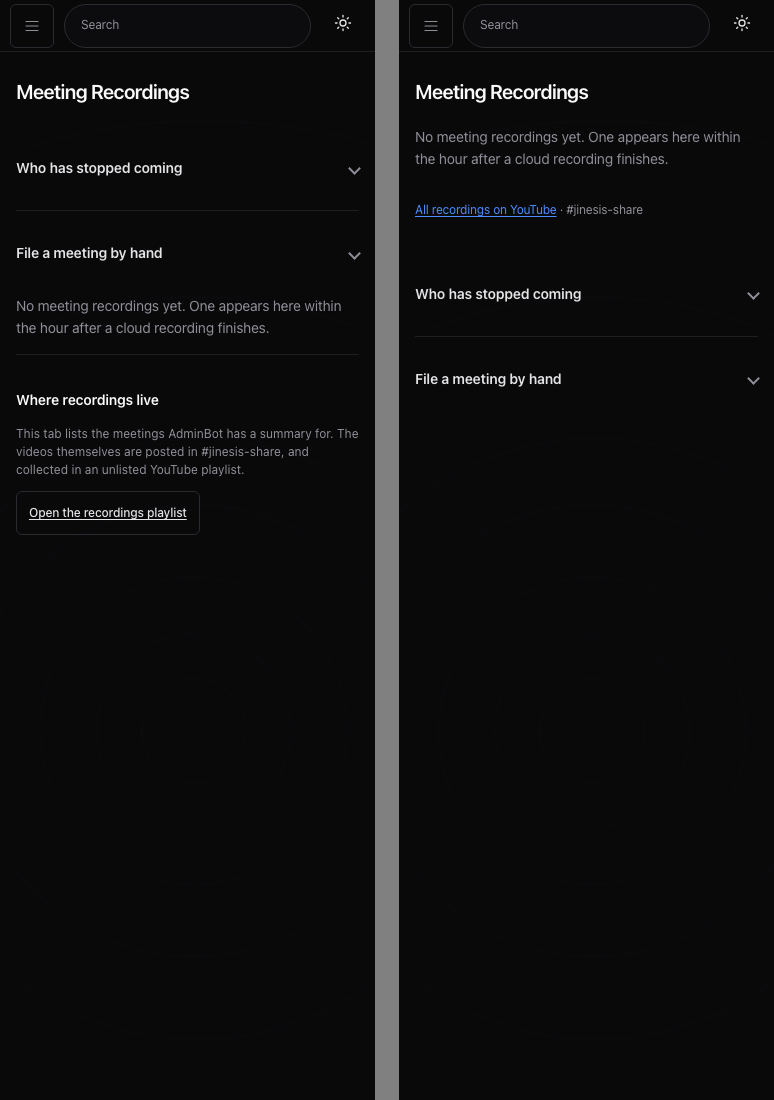 Search
Meeting Recordings
Who has stopped coming
File a meeting by hand
No meeting recordings yet. One appears here within
the hour after a cloud recording finishes.
Where recordings live
This tab lists the meetings AdminBot has a summary for. The
videos themselves are posted in #jinesis-share, and
collected in an unlisted YouTube playlist.
Open the recordings playlist
Search
Meeting Recordings
No meeting recordings yet. One appears here within
the hour after a cloud recording finishes.
All recordings on YouTube · #jinesis-share
Who has stopped coming
File a meeting by hand